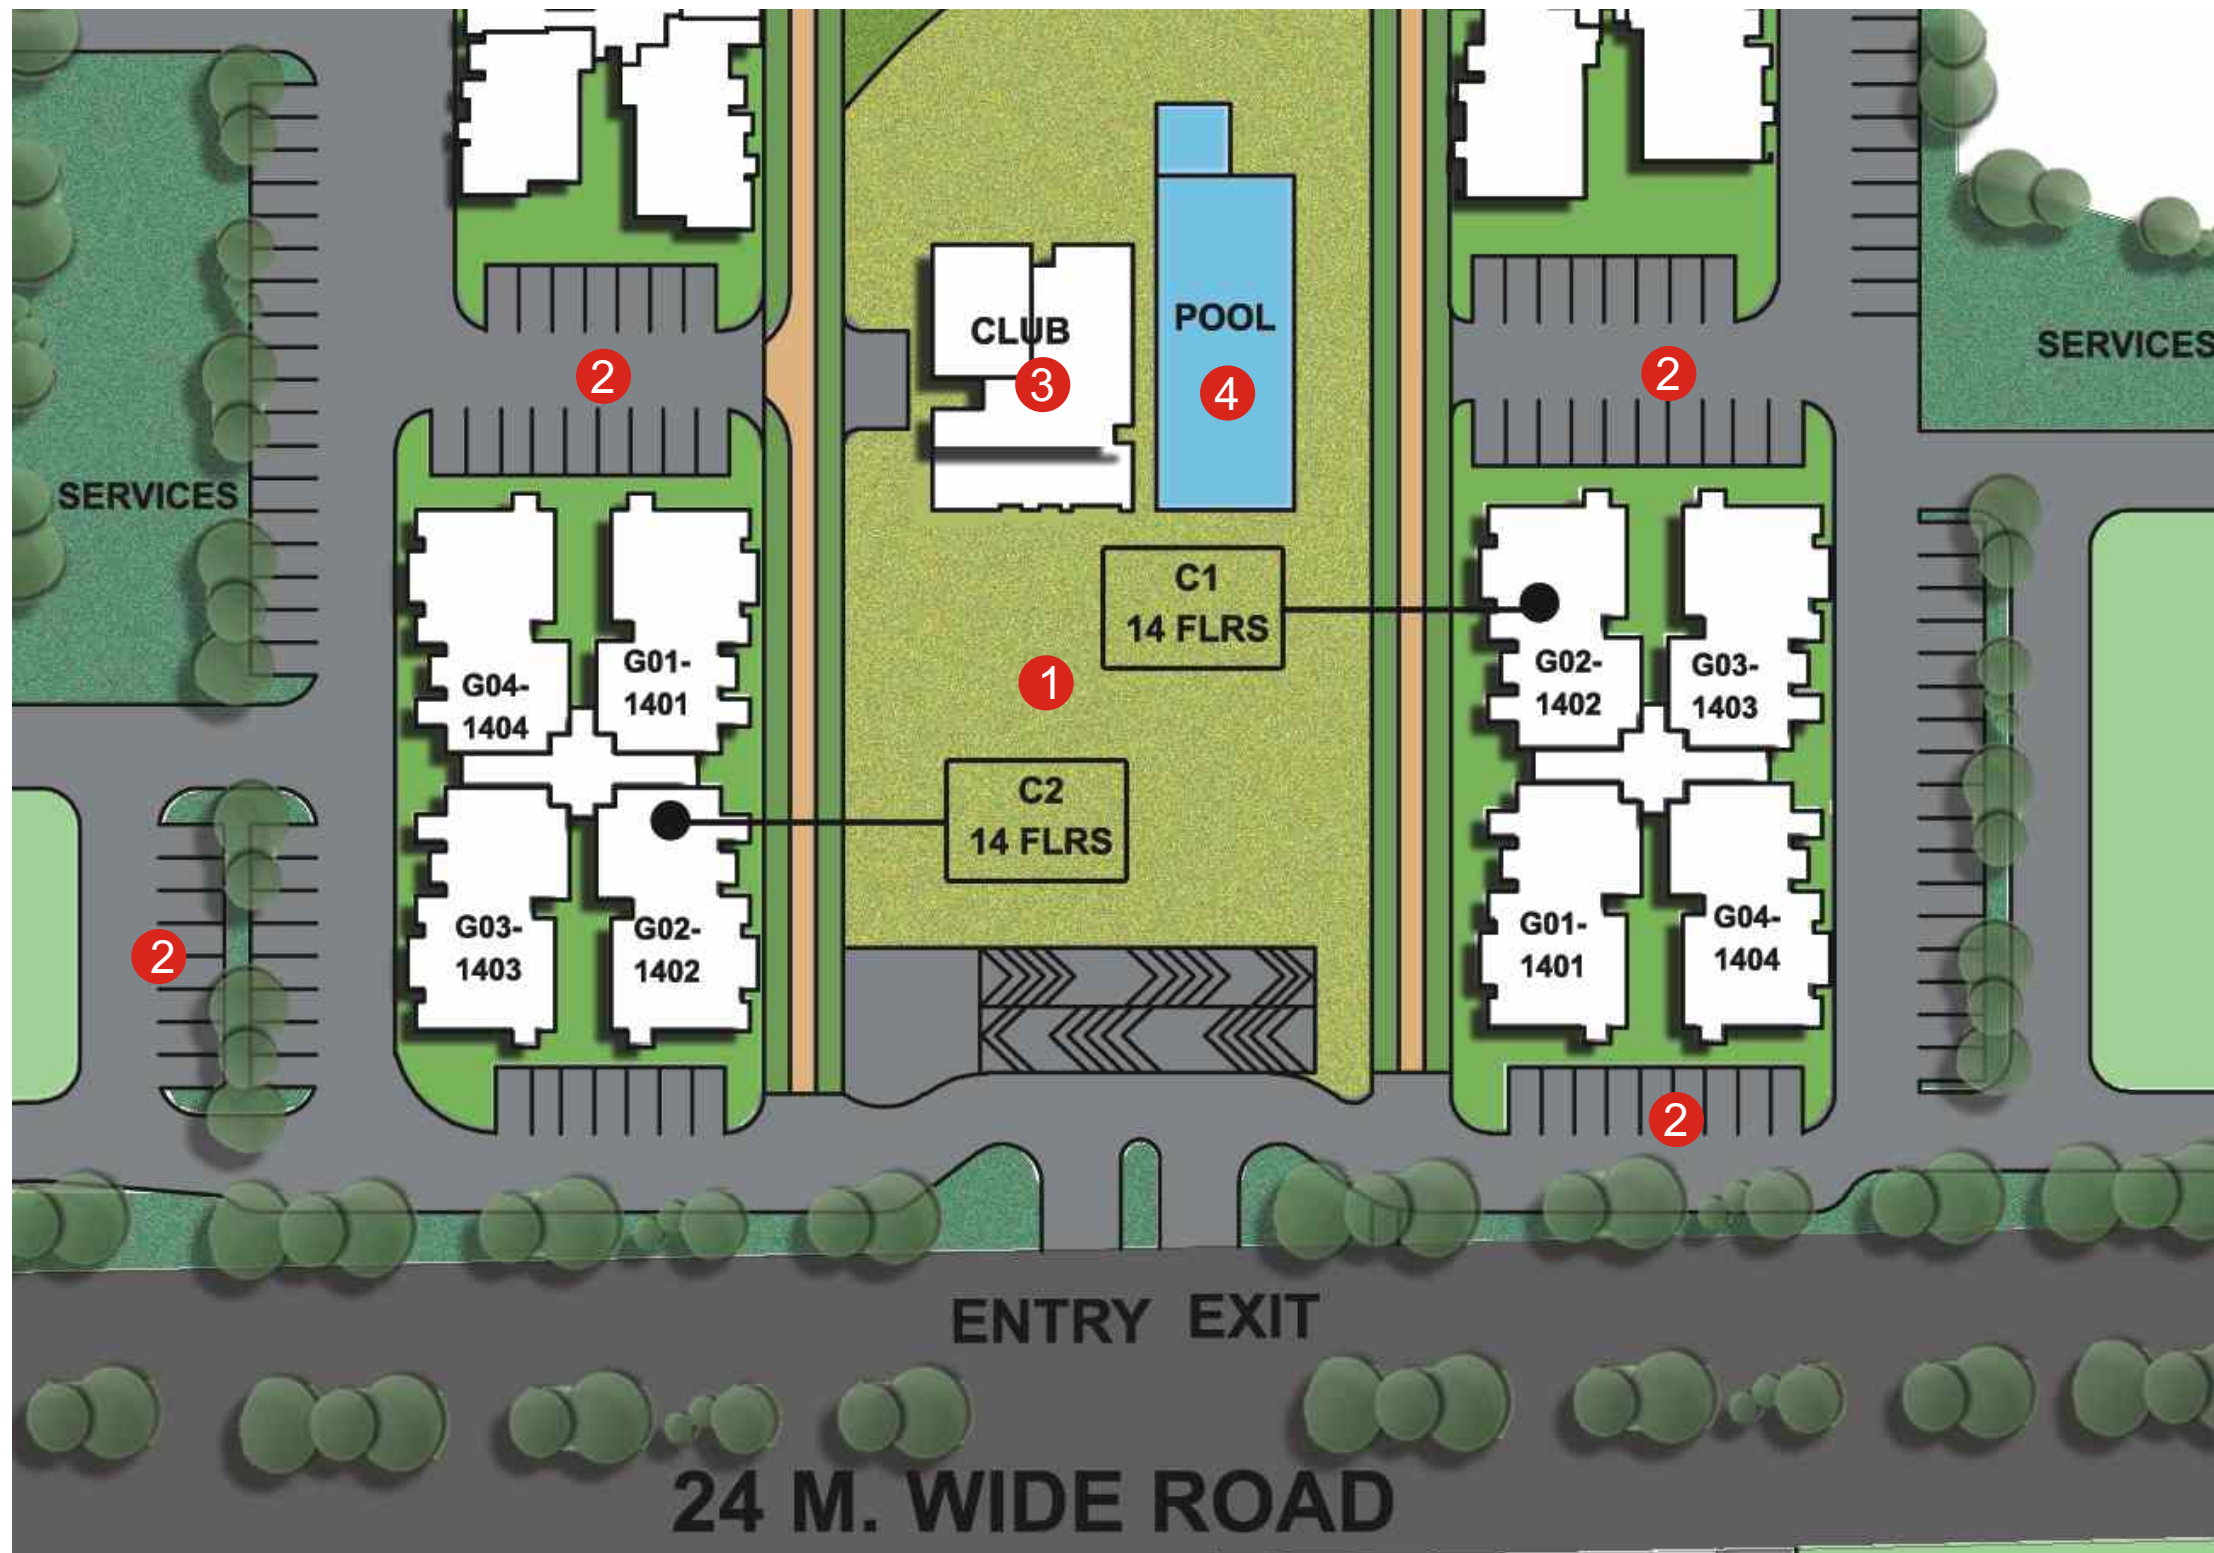 CLUB
POOL
2
3
4
2
SERVICES
SERVICES
C1
14 FLRS
G04-
1404
G01-
1401
1
G02-
1402
G03-
1403
C2
14 FLRS
G03-
1403
G02-
1402
G01-
1401
G04-
1404
2
2
ENTRY EXIT
24 M. WIDE ROAD